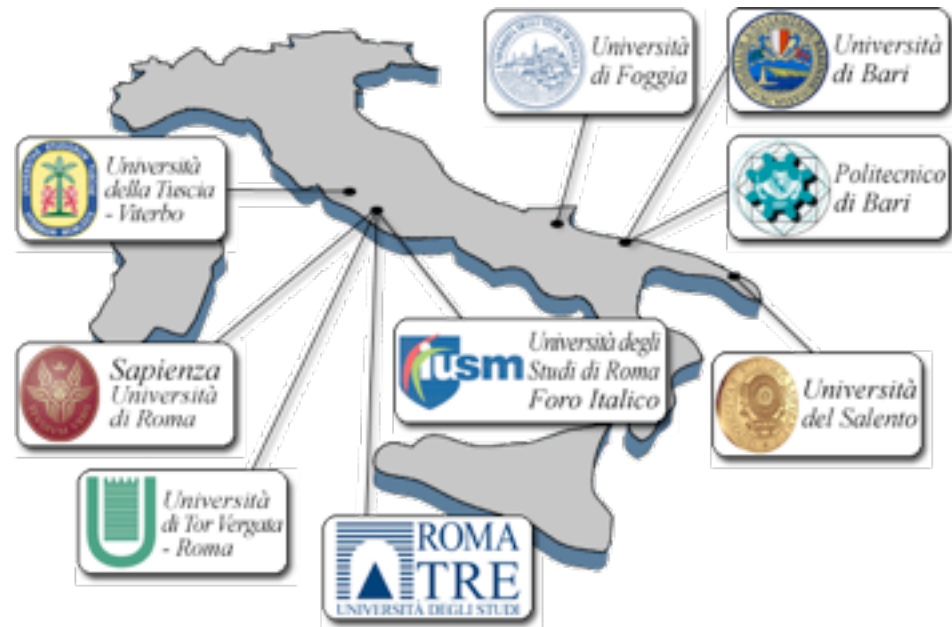 Università
di Foggia
Università
di Bari
Università
della Tuscia
- Viterbo
Politecnico
di Bari
Sapienza
Università
di Roma
iusm
Università degli
Studi di Roma
Foro Italico
Università
del Salento
Università
di Tor Vergata
- Roma
ROMA
TRE
UNIVERSITÀ DEGLI STUDI